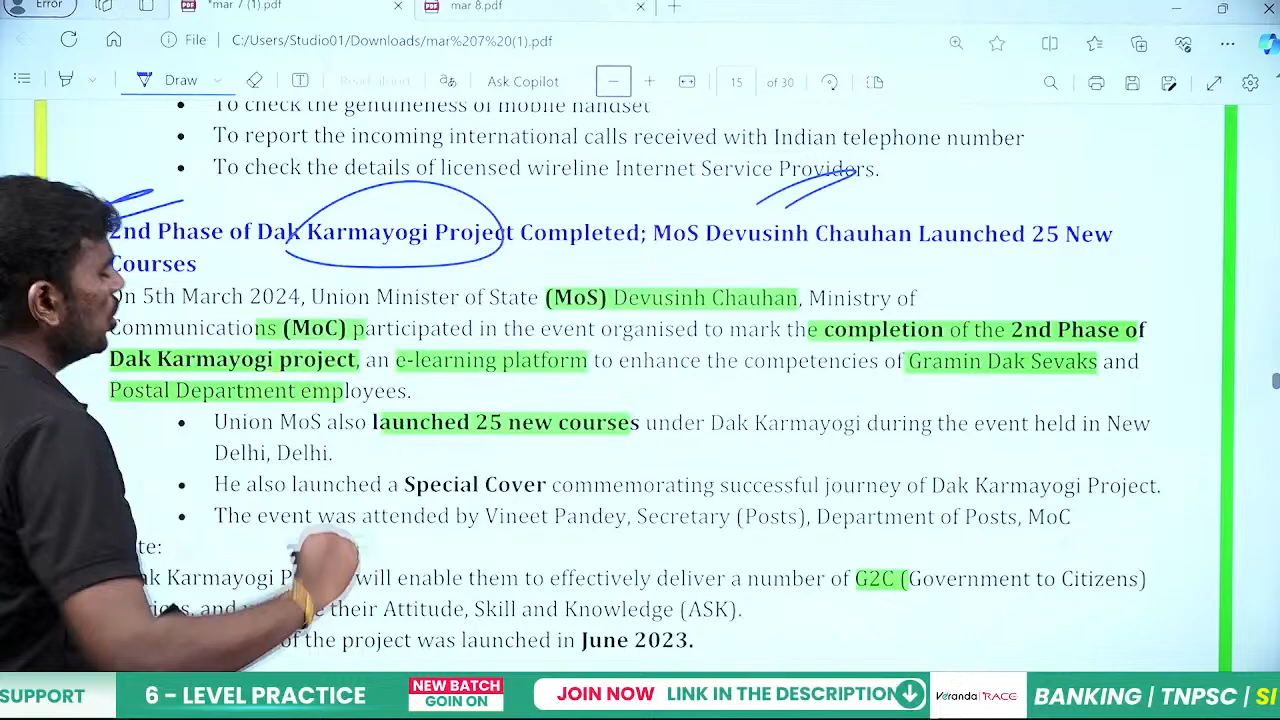 Error
mar 7 (1).pdf
mar 8.pdf
File
C:/Users/Studio01/Downloads/mar%207%20(1).pdf
Draw
Read aloud
Ask Copilot
15
of 30
To check the genuineness of mobile handset
To report the incoming international calls received with Indian telephone number
To check the details of licensed wireline Internet Service Providers.
2nd Phase of Dak Karmayogi Project Completed; MoS Devusinh Chauhan Launched 25 New
Courses
On 5th March 2024, Union Minister of State (MoS) Devusinh Chauhan, Ministry of
Communications (MoC) participated in the event organised to mark the completion of the 2nd Phase of
Dak Karmayogi project, an e-learning platform to enhance the competencies of Gramin Dak Sevaks and
Postal Department employees.
Union MoS also launched 25 new courses under Dak Karmayogi during the event held in New
Delhi, Delhi.
He also launched a Special Cover commemorating successful journey of Dak Karmayogi Project.
The event was attended by Vineet Pandey, Secretary (Posts), Department of Posts, MoC
Karmayogi will enable them to effectively deliver a number of G2C (Government to Citizens)
their Attitude, Skill and Knowledge (ASK).
of the project was launched in June 2023.
SUPPORT
6 – LEVEL PRACTICE
NEW BATCH
GOIN ON
JOIN NOW LINK IN THE DESCRIPTION
Veranda RACE
BANKING | TNPSC | SI